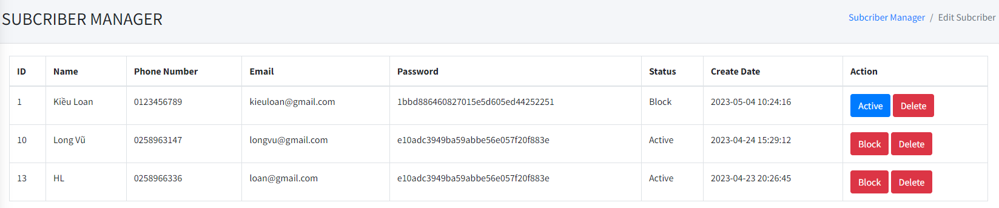 SUBCRIBER MANAGER
Subcriber Manager / Edit Subcriber
ID Name Phone Number Email Password Status Create Date Action
1 Kiều Loan 0123456789 kieuloan@gmail.com 1bbd886460827015e5d605ed44252251 Block 2023-05-04 10:24:16 Active Delete
10 Long Vũ 0258963147 longvu@gmail.com e10adc3949ba59abbe56e057f20f883e Active 2023-04-24 15:29:12 Block Delete
13 HL 0258966336 loan@gmail.com e10adc3949ba59abbe56e057f20f883e Active 2023-04-23 20:26:45 Block Delete